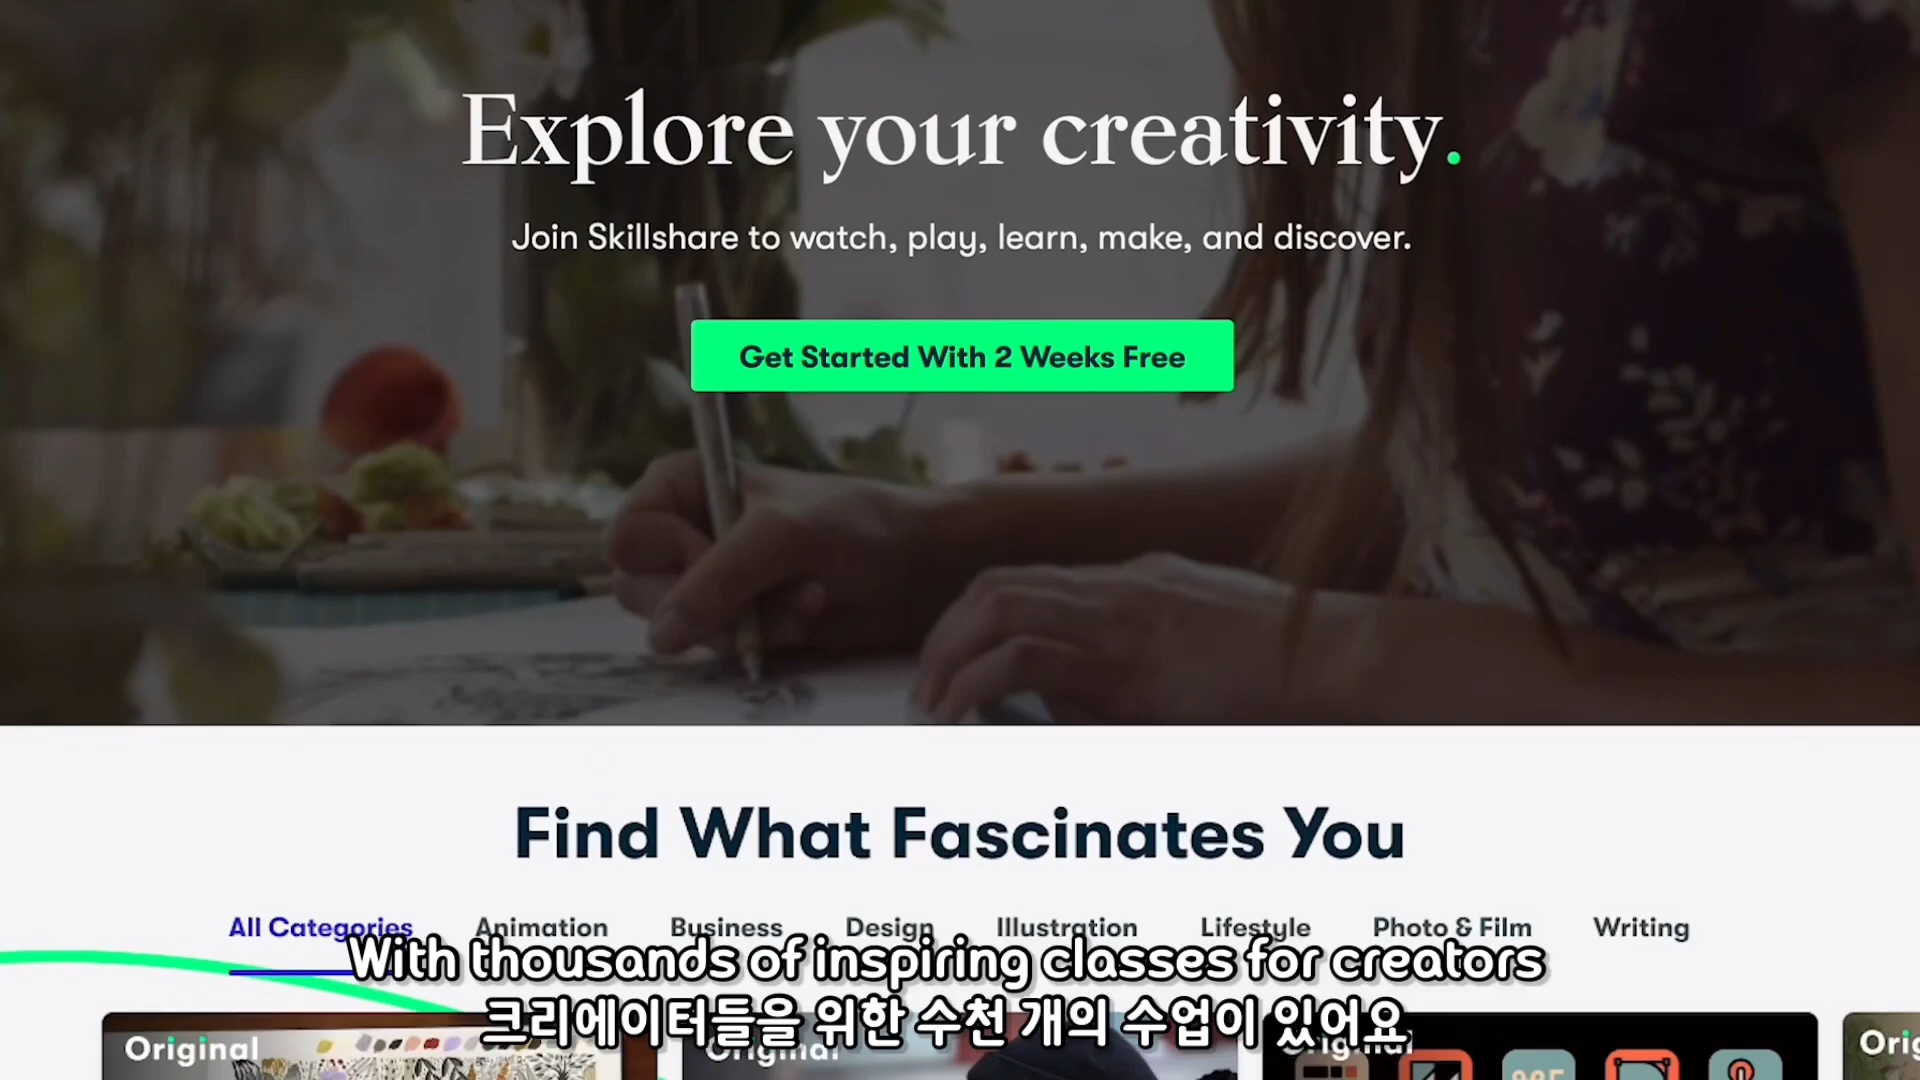 Explore your creativity.
Join Skillshare to watch, play, learn, make, and discover.
Get Started With 2 Weeks Free
Find What Fascinates You
All Categories Animation Business Design Illustration Lifestyle Photo & Film Writing
With thousands of inspiring classes for creators
크리에이터들을 위한 수천 개의 수업이 있어요
Original Original Original